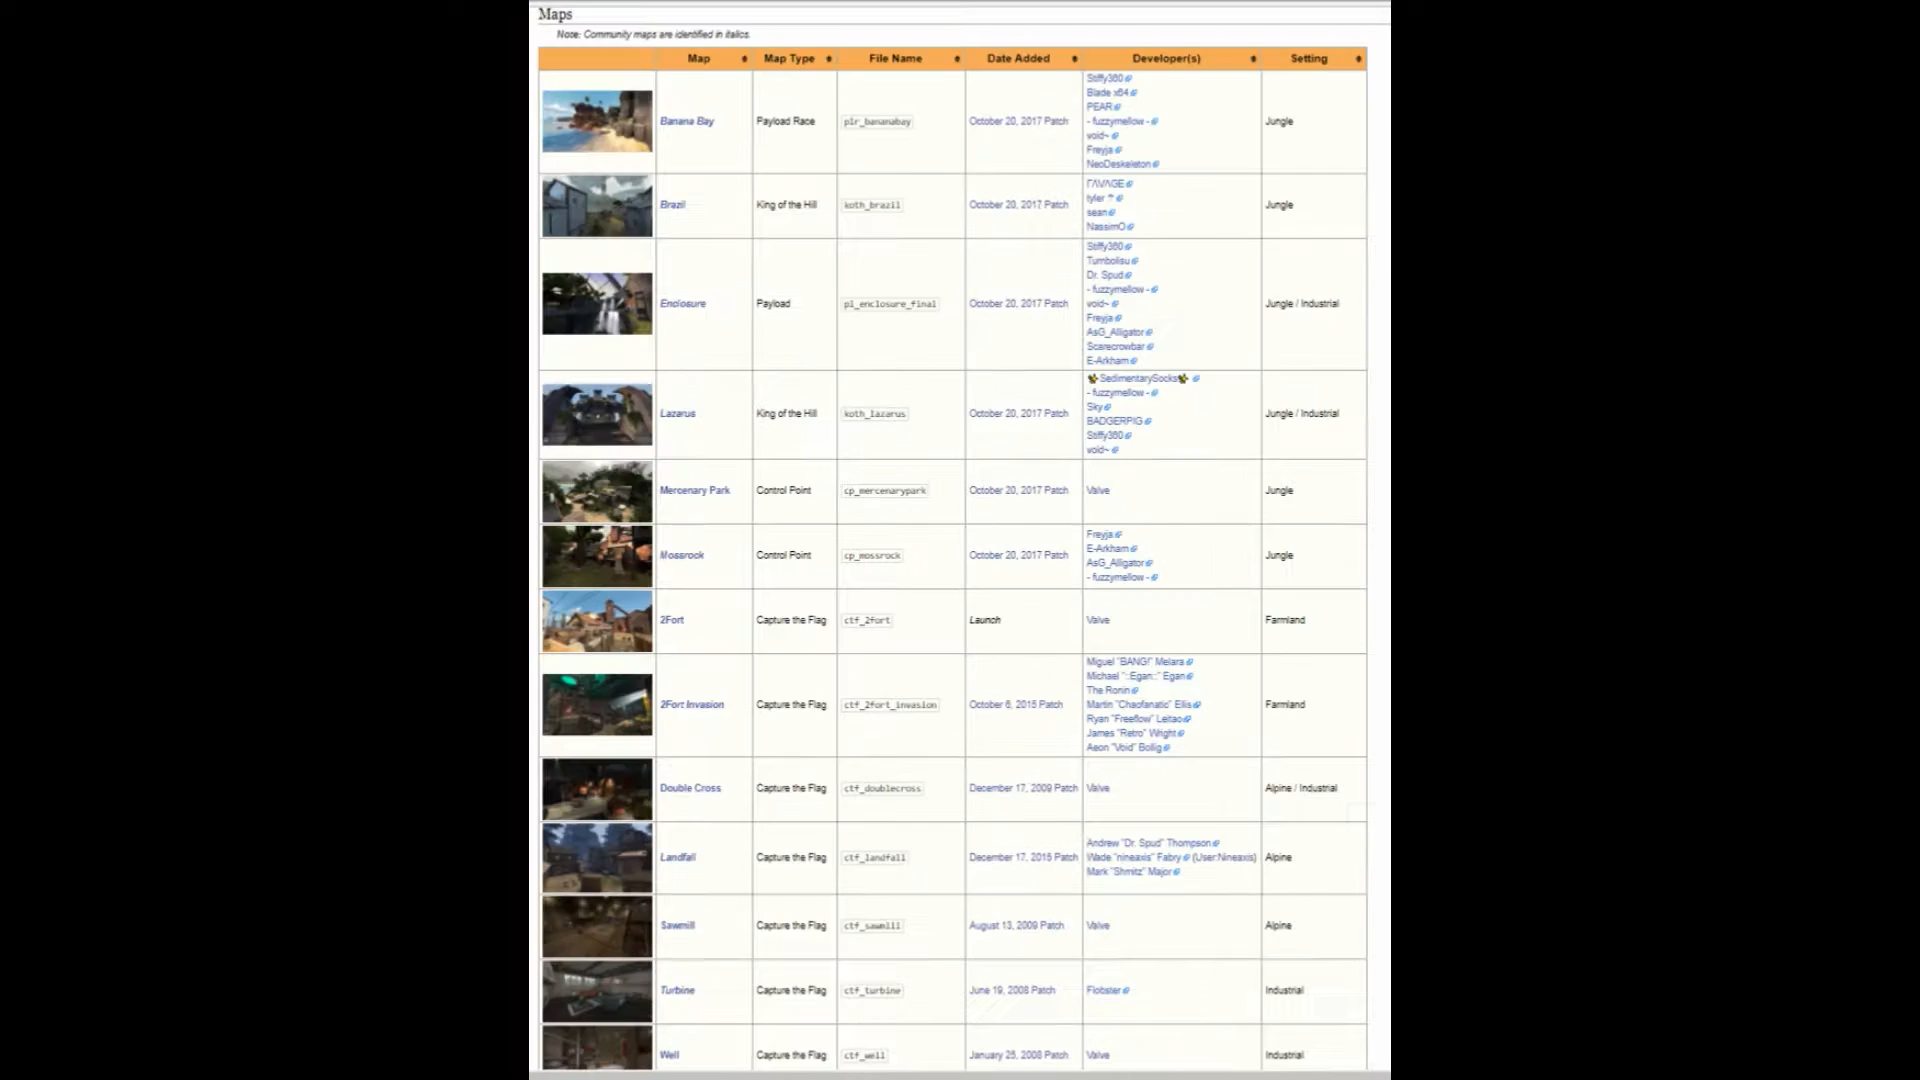 Maps
Note: Community maps are identified in italics.
Map Map Type File Name Date Added Developer(s) Setting
Banana Bay Payload Race plr_bananabay October 20, 2017 Patch
Stiffy360
Blade x64
PEAR
- fuzzymellow -
void~
Freyja
NeoDeskeleton
Jungle
Brazil King of the Hill koth_brazil October 20, 2017 Patch
tyler
sean
NassimO
Jungle
Enclosure Payload pl_enclosure_final October 20, 2017 Patch
Stiffy360
Tumbolisu
Dr. Spud
- fuzzymellow -
void~
Freyja
AsG_Alligator
Scarecrowbar
E-Arkham
Jungle / Industrial
Lazarus King of the Hill koth_lazarus October 20, 2017 Patch
SedimentarySocks
- fuzzymellow -
Sky
BADGERPIG
Stiffy360
void~
Jungle / Industrial
Mercenary Park Control Point cp_mercenarypark October 20, 2017 Patch Valve Jungle
Mossrock Control Point cp_mossrock October 20, 2017 Patch
Freyja
E-Arkham
AsG_Alligator
- fuzzymellow -
Jungle
2Fort Capture the Flag ctf_2fort Launch Valve Farmland
2Fort Invasion Capture the Flag ctf_2fort_invasion October 6, 2015 Patch
Miguel "BANG!" Melara
Michael "::Egan::" Egan
The Ronin
Martin "Chaofanatic" Ellis
Ryan "Freeflow" Leitao
James "Retro" Wright
Aeon "Void" Bollig
Farmland
Double Cross Capture the Flag ctf_doublecross December 17, 2009 Patch Valve Alpine / Industrial
Landfall Capture the Flag ctf_landfall December 17, 2015 Patch
Andrew "Dr. Spud" Thompson
Wade "nineaxis" Fabry (User:Nineaxis)
Mark "Shmitz" Major
Alpine
Sawmill Capture the Flag ctf_sawmill August 13, 2009 Patch Valve Alpine
Turbine Capture the Flag ctf_turbine June 19, 2008 Patch Flobster Industrial
Well Capture the Flag ctf_well January 25, 2008 Patch Valve Industrial